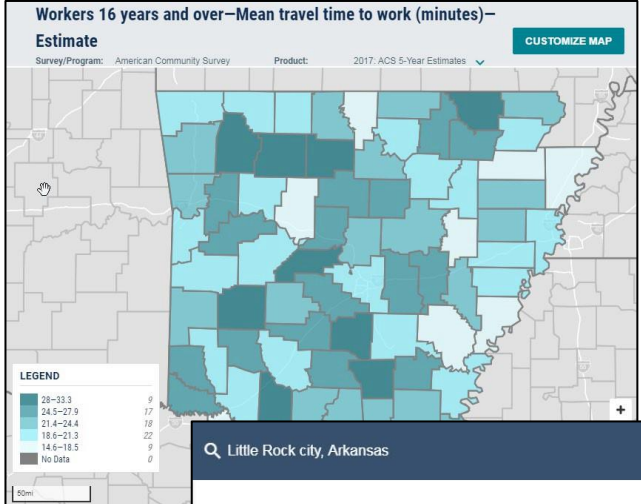 Workers 16 years and over—Mean travel time to work (minutes)—
Estimate
CUSTOMIZE MAP
Survey/Program: American Community Survey Product: 2017: ACS 5-Year Estimates
LEGEND
28–33.3 9
24.5–27.9 17
21.4–24.4 18
18.6–21.3 22
14.6–18.5 9
No Data 0
+
50mi
Little Rock city, Arkansas